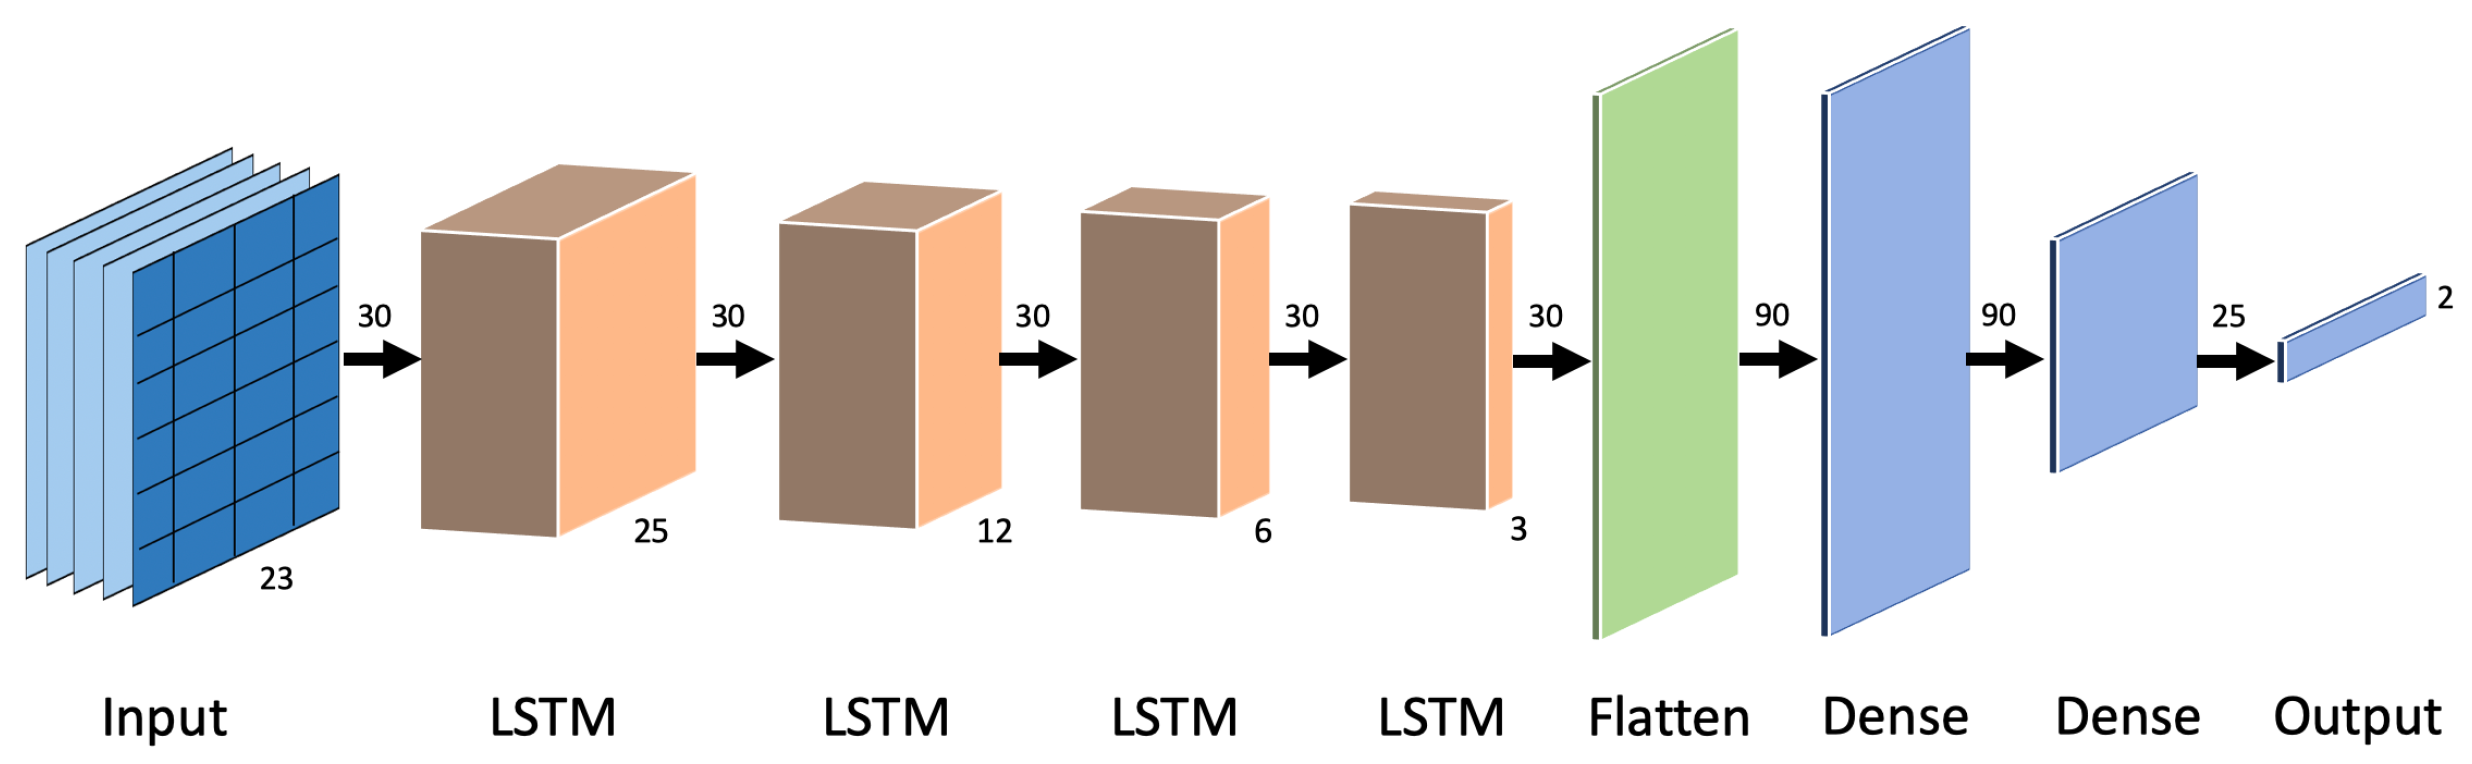 30
30
30
30
30
90
90
25
2
23
25
12
6
3
Input
LSTM
LSTM
LSTM
LSTM
Flatten
Dense
Dense
Output